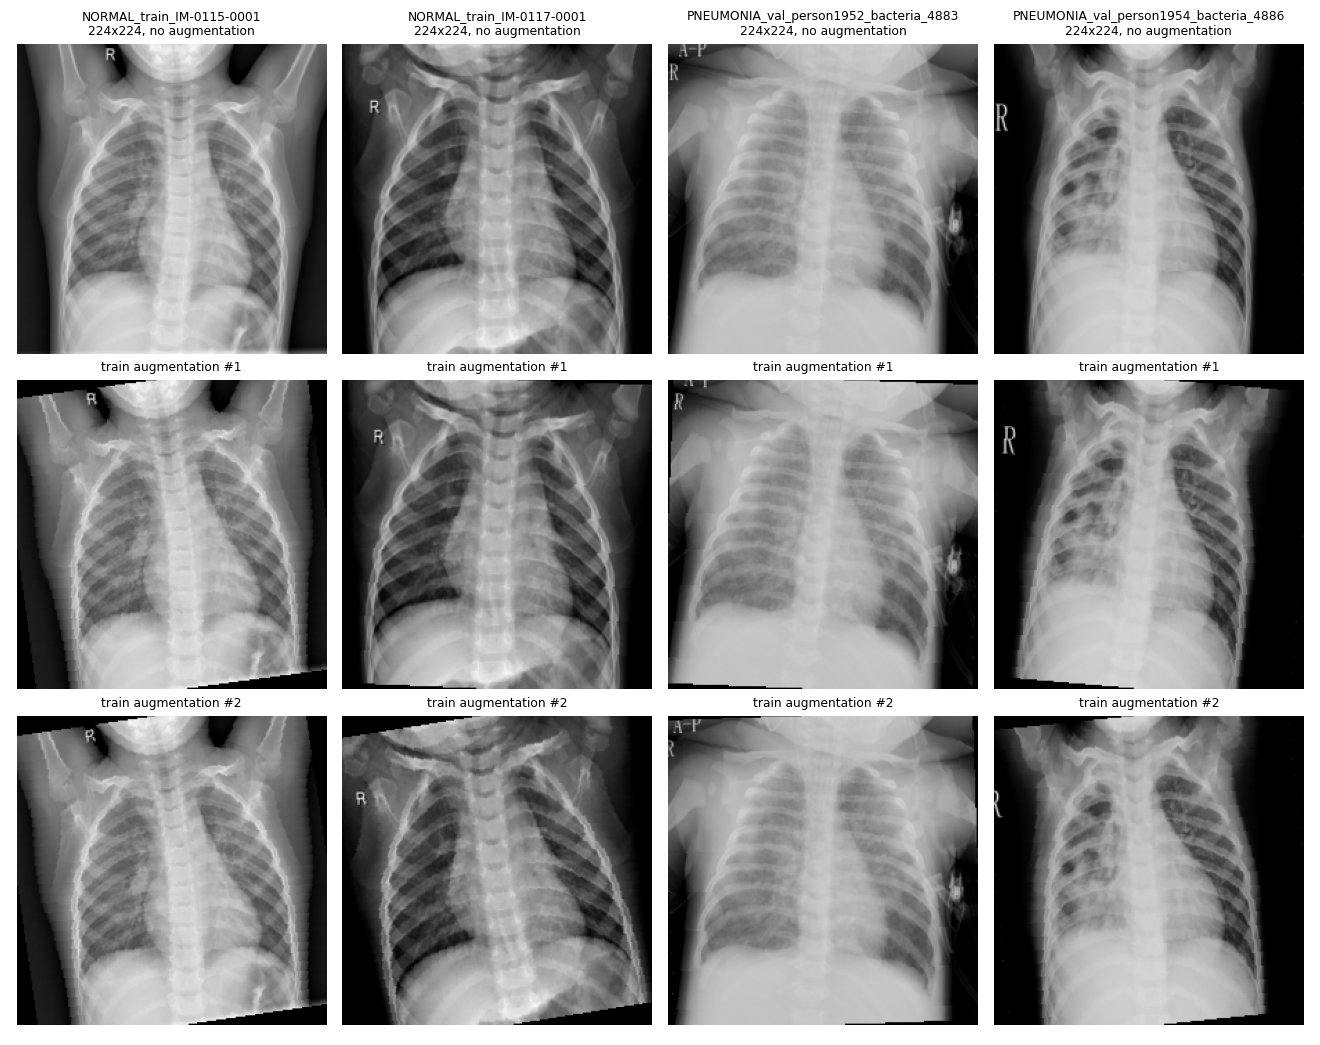 NORMAL_train_IM-0115-0001
224x224, no augmentation
NORMAL_train_IM-0117-0001
224x224, no augmentation
PNEUMONIA_val_person1952_bacteria_4883
224x224, no augmentation
PNEUMONIA_val_person1954_bacteria_4886
224x224, no augmentation
R
R
A-P
R
R
train augmentation #1
train augmentation #1
train augmentation #1
train augmentation #1
R
R
A-P
R
R
train augmentation #2
train augmentation #2
train augmentation #2
train augmentation #2
R
R
A-P
R
R